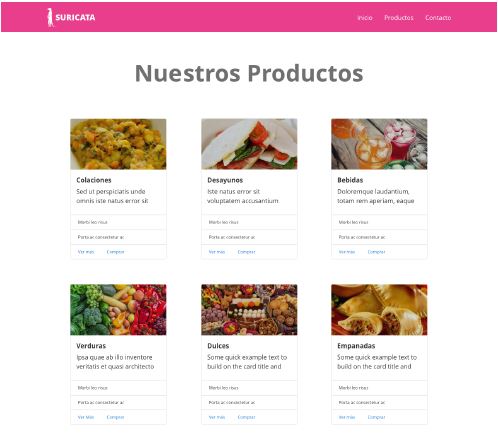 SURICATA
Inicio Productos Contacto
Nuestros Productos
Colaciones
Sed ut perspiciatis unde
omnis iste natus error sit
Morbi leo risus
Porta ac consectetur ac
Ver más Comprar
Desayunos
Iste natus error sit
voluptatem accusantium
Morbi leo risus
Porta ac consectetur ac
Ver más Comprar
Bebidas
Doloremque laudantium,
totam rem aperiam, eaque
Morbi leo risus
Porta ac consectetur ac
Ver más Comprar
Verduras
Ipsa quae ab illo inventore
veritatis et quasi architecto
Morbi leo risus
Porta ac consectetur ac
Ver Más Comprar
Dulces
Some quick example text to
build on the card title and
Morbi leo risus
Porta ac consectetur ac
Ver más Comprar
Empanadas
Some quick example text to
build on the card title and
Morbi leo risus
Porta ac consectetur ac
Ver más Comprar